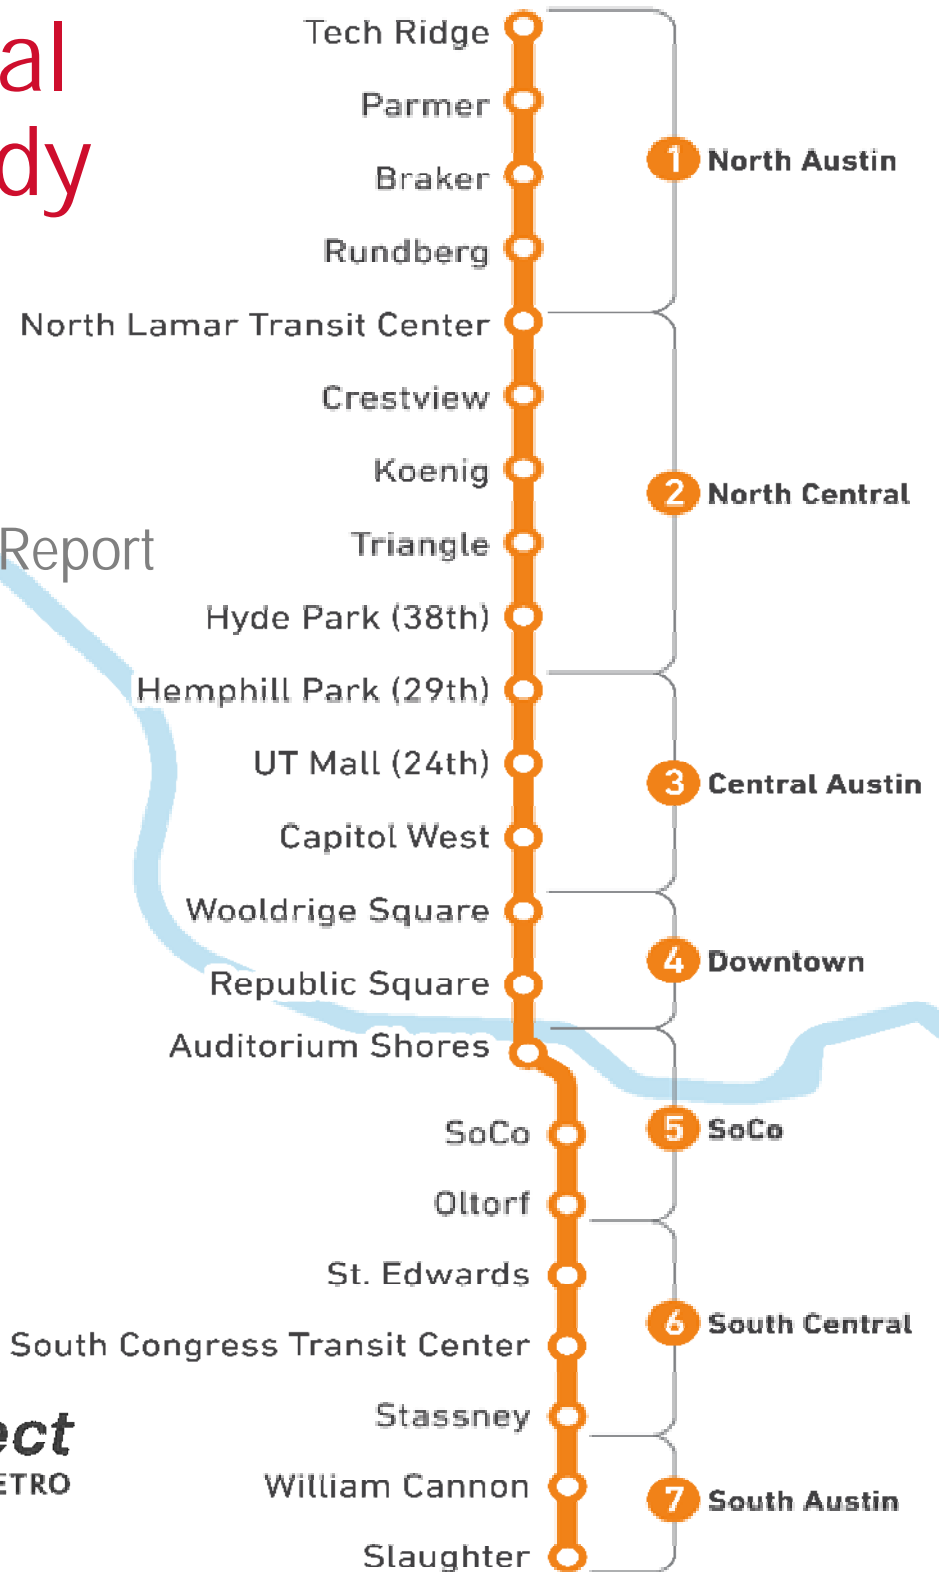 al
dy
Report
Tech Ridge
Parmer
Braker
Rundberg
North Lamar Transit Center
Crestview
Koenig
Triangle
Hyde Park (38th)
Hemphill Park (29th)
UT Mall (24th)
Capitol West
Wooldrige Square
Republic Square
Auditorium Shores
SoCo
Oltorf
St. Edwards
South Congress Transit Center
Stassney
William Cannon
Slaughter
1 North Austin
2 North Central
3 Central Austin
4 Downtown
5 SoCo
6 South Central
7 South Austin
ect
ETRO